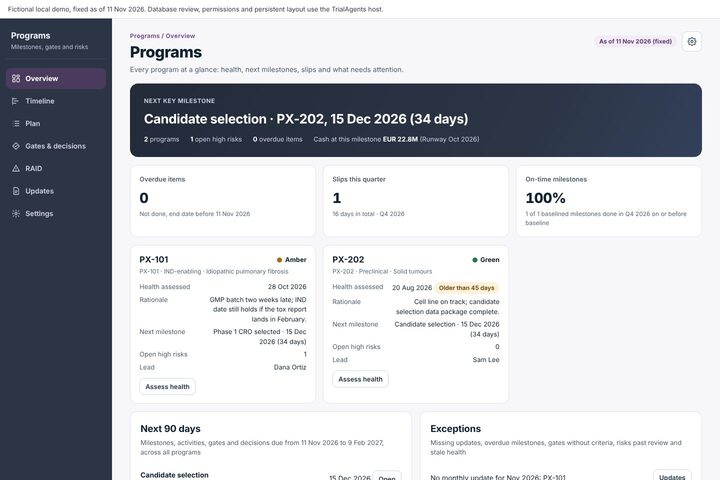 Fictional local demo, fixed as of 11 Nov 2026. Database review, permissions and persistent layout use the TrialAgents host.
Programs
Milestones, gates and risks
Overview
Timeline
Plan
Gates & decisions
RAID
Updates
Settings
Programs / Overview
Programs
Every program at a glance: health, next milestones, slips and what needs attention.
As of 11 Nov 2026 (fixed)
NEXT KEY MILESTONE
Candidate selection · PX-202, 15 Dec 2026 (34 days)
2 programs 1 open high risks 0 overdue items Cash at this milestone EUR 22.8M (Runway Oct 2026)
Overdue items
0
Not done, end date before 11 Nov 2026
Slips this quarter
1
16 days in total · Q4 2026
On-time milestones
100%
1 of 1 baselined milestones done in Q4 2026 on or before
baseline
PX-101 Amber
PX-101 · IND-enabling · Idiopathic pulmonary fibrosis
Health assessed 28 Oct 2026
Rationale GMP batch two weeks late; IND
date still holds if the tox report
lands in February.
Next milestone Phase 1 CRO selected · 15 Dec
2026 (34 days)
Open high risks 1
Lead Dana Ortiz
Assess health
PX-202 Green
PX-202 · Preclinical · Solid tumours
Health assessed 20 Aug 2026 Older than 45 days
Rationale Cell line on track; candidate
selection data package complete.
Next milestone Candidate selection · 15 Dec 2026
(34 days)
Open high risks 0
Lead Sam Lee
Assess health
Next 90 days
Milestones, activities, gates and decisions due from 11 Nov 2026 to 9 Feb 2027,
across all programs
Candidate selection 15 Dec 2026 Open
Exceptions
Missing updates, overdue milestones, gates without criteria, risks past review and
stale health
No monthly update for Nov 2026: PX-101 Updates